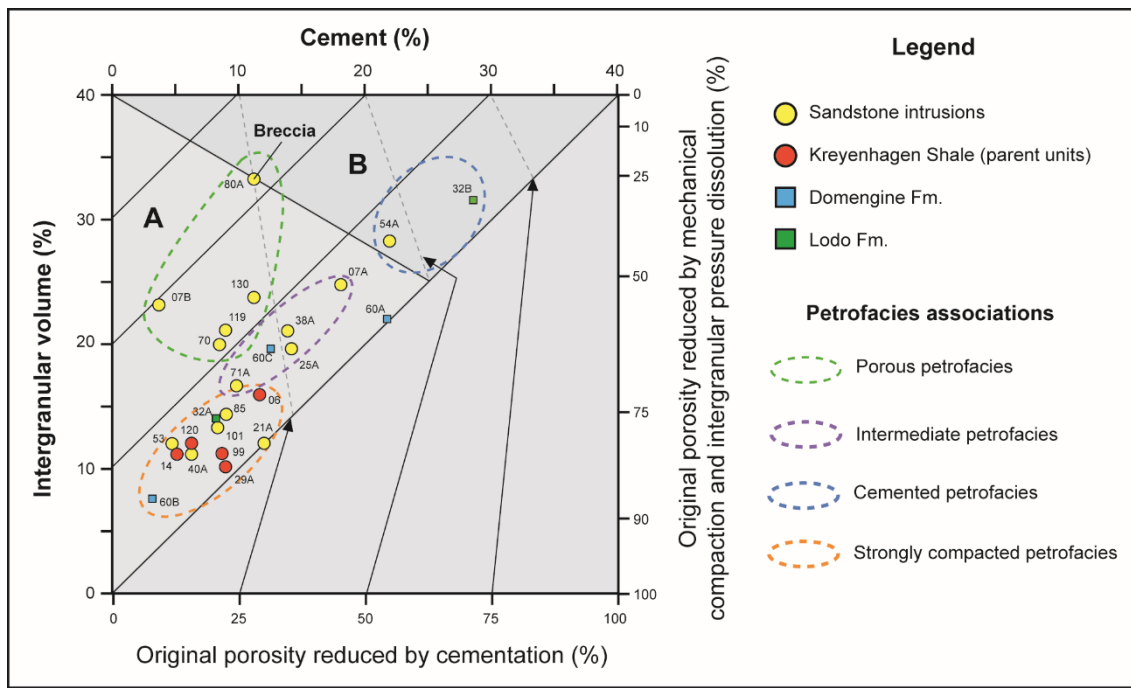 Cement (%)
0 10 20 30 40
40
30
20
10
0
Intergranular volume (%)
0
10
25
50
75
90
100
Original porosity reduced by mechanical
compaction and intergranular pressure dissolution (%)
0 25 50 75 100
Original porosity reduced by cementation (%)
Breccia
A
B
80A
32B
54A
07A
07B
130
60A
119
38A
70
60C
25A
71A
06
32A
85
53
120
101
21A
14
40A
99
29A
60B
Legend
Sandstone intrusions
Kreyenhagen Shale (parent units)
Domengine Fm.
Lodo Fm.
Petrofacies associations
Porous petrofacies
Intermediate petrofacies
Cemented petrofacies
Strongly compacted petrofacies